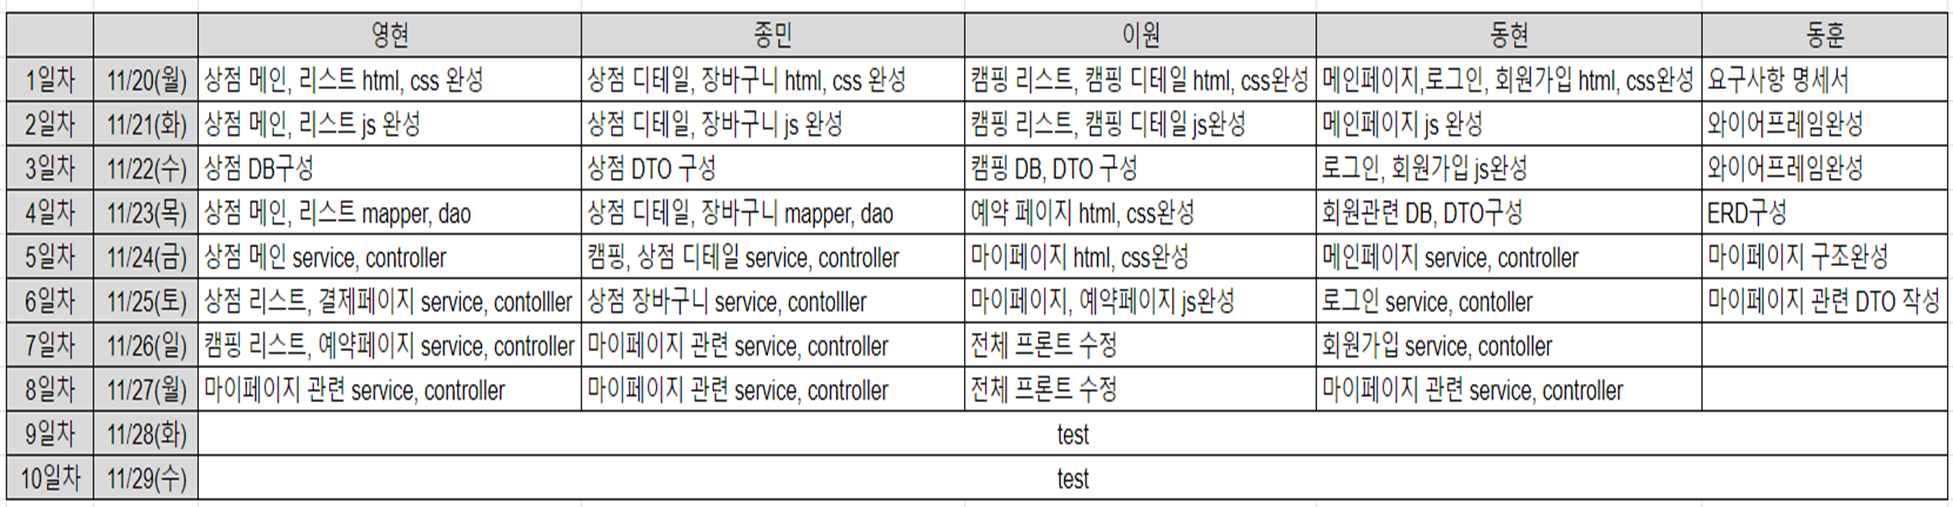 영현 종민 이원 동현 동훈
1일차 11/20(월) 상점 메인, 리스트 html, css 완성 상점 디테일, 장바구니 html, css 완성 캠핑 리스트, 캠핑 디테일 html, css완성 메인페이지,로그인, 회원가입 html, css완성 요구사항 명세서
2일차 11/21(화) 상점 메인, 리스트 js 완성 상점 디테일, 장바구니 js 완성 캠핑 리스트, 캠핑 디테일 js완성 메인페이지 js 완성 와이어프레임완성
3일차 11/22(수) 상점 DB구성 상점 DTO 구성 캠핑 DB, DTO 구성 로그인, 회원가입 js완성 와이어프레임완성
4일차 11/23(목) 상점 메인, 리스트 mapper, dao 상점 디테일, 장바구니 mapper, dao 예약 페이지 html, css완성 회원관련 DB, DTO구성 ERD구성
5일차 11/24(금) 상점 메인 service, controller 캠핑, 상점 디테일 service, controller 마이페이지 html, css완성 메인페이지 service, controller 마이페이지 구조완성
6일차 11/25(토) 상점 리스트, 결제페이지 service, contolller 상점 장바구니 service, contolller 마이페이지, 예약페이지 js완성 로그인 service, contoller 마이페이지 관련 DTO 작성
7일차 11/26(일) 캠핑 리스트, 예약페이지 service, controller 마이페이지 관련 service, controller 전체 프론트 수정 회원가입 service, contoller
8일차 11/27(월) 마이페이지 관련 service, controller 마이페이지 관련 service, controller 전체 프론트 수정 마이페이지 관련 service, controller
9일차 11/28(화) test
10일차 11/29(수) test